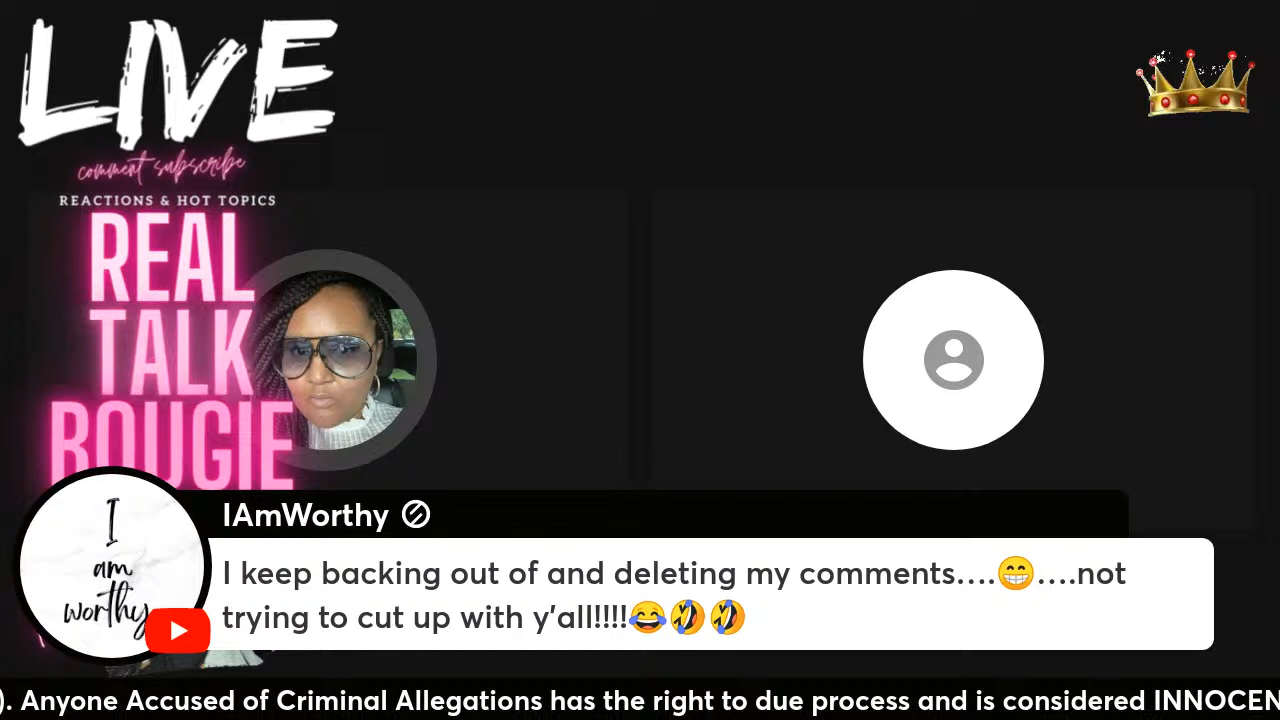 LIVE
comment subscribe
REACTIONS & HOT TOPICS
REAL
TALK
BOUGIE
I
am
worthy
IAmWorthy
I keep backing out of and deleting my comments....😁....not
trying to cut up with y'all!!!!😂🤣🤣
). Anyone Accused of Criminal Allegations has the right to due process and is considered INNOCEN